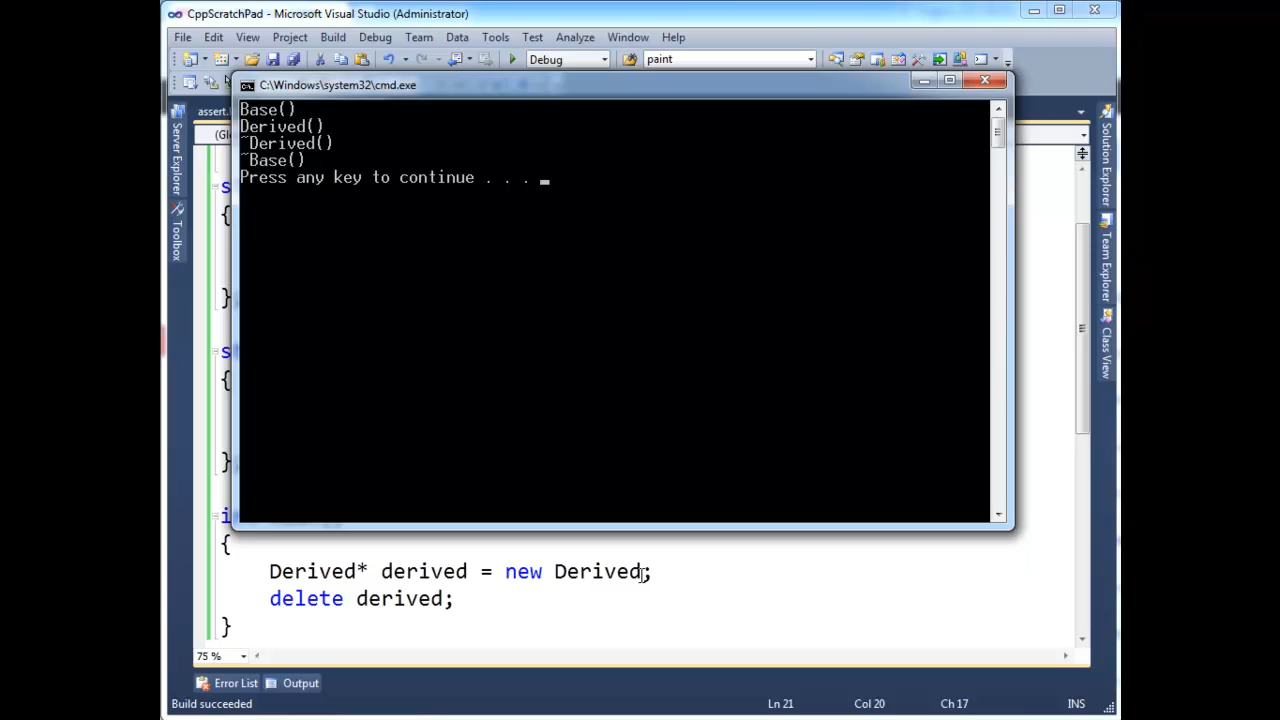 CppScratchPad - Microsoft Visual Studio (Administrator)
File Edit View Project Build Debug Team Data Tools Test Analyze Window Help
Debug paint
C:\Windows\system32\cmd.exe
assert.
(Gl
Base()
Derived()
~Derived()
~Base()
Press any key to continue . . .
Server Explorer
Toolbox
Solution Explorer
Team Explorer
Class View
s
{
}
s
{
}
i
{
Derived* derived = new Derived;
delete derived;
}
75 %
Error List Output
Build succeeded Ln 21 Col 20 Ch 17 INS